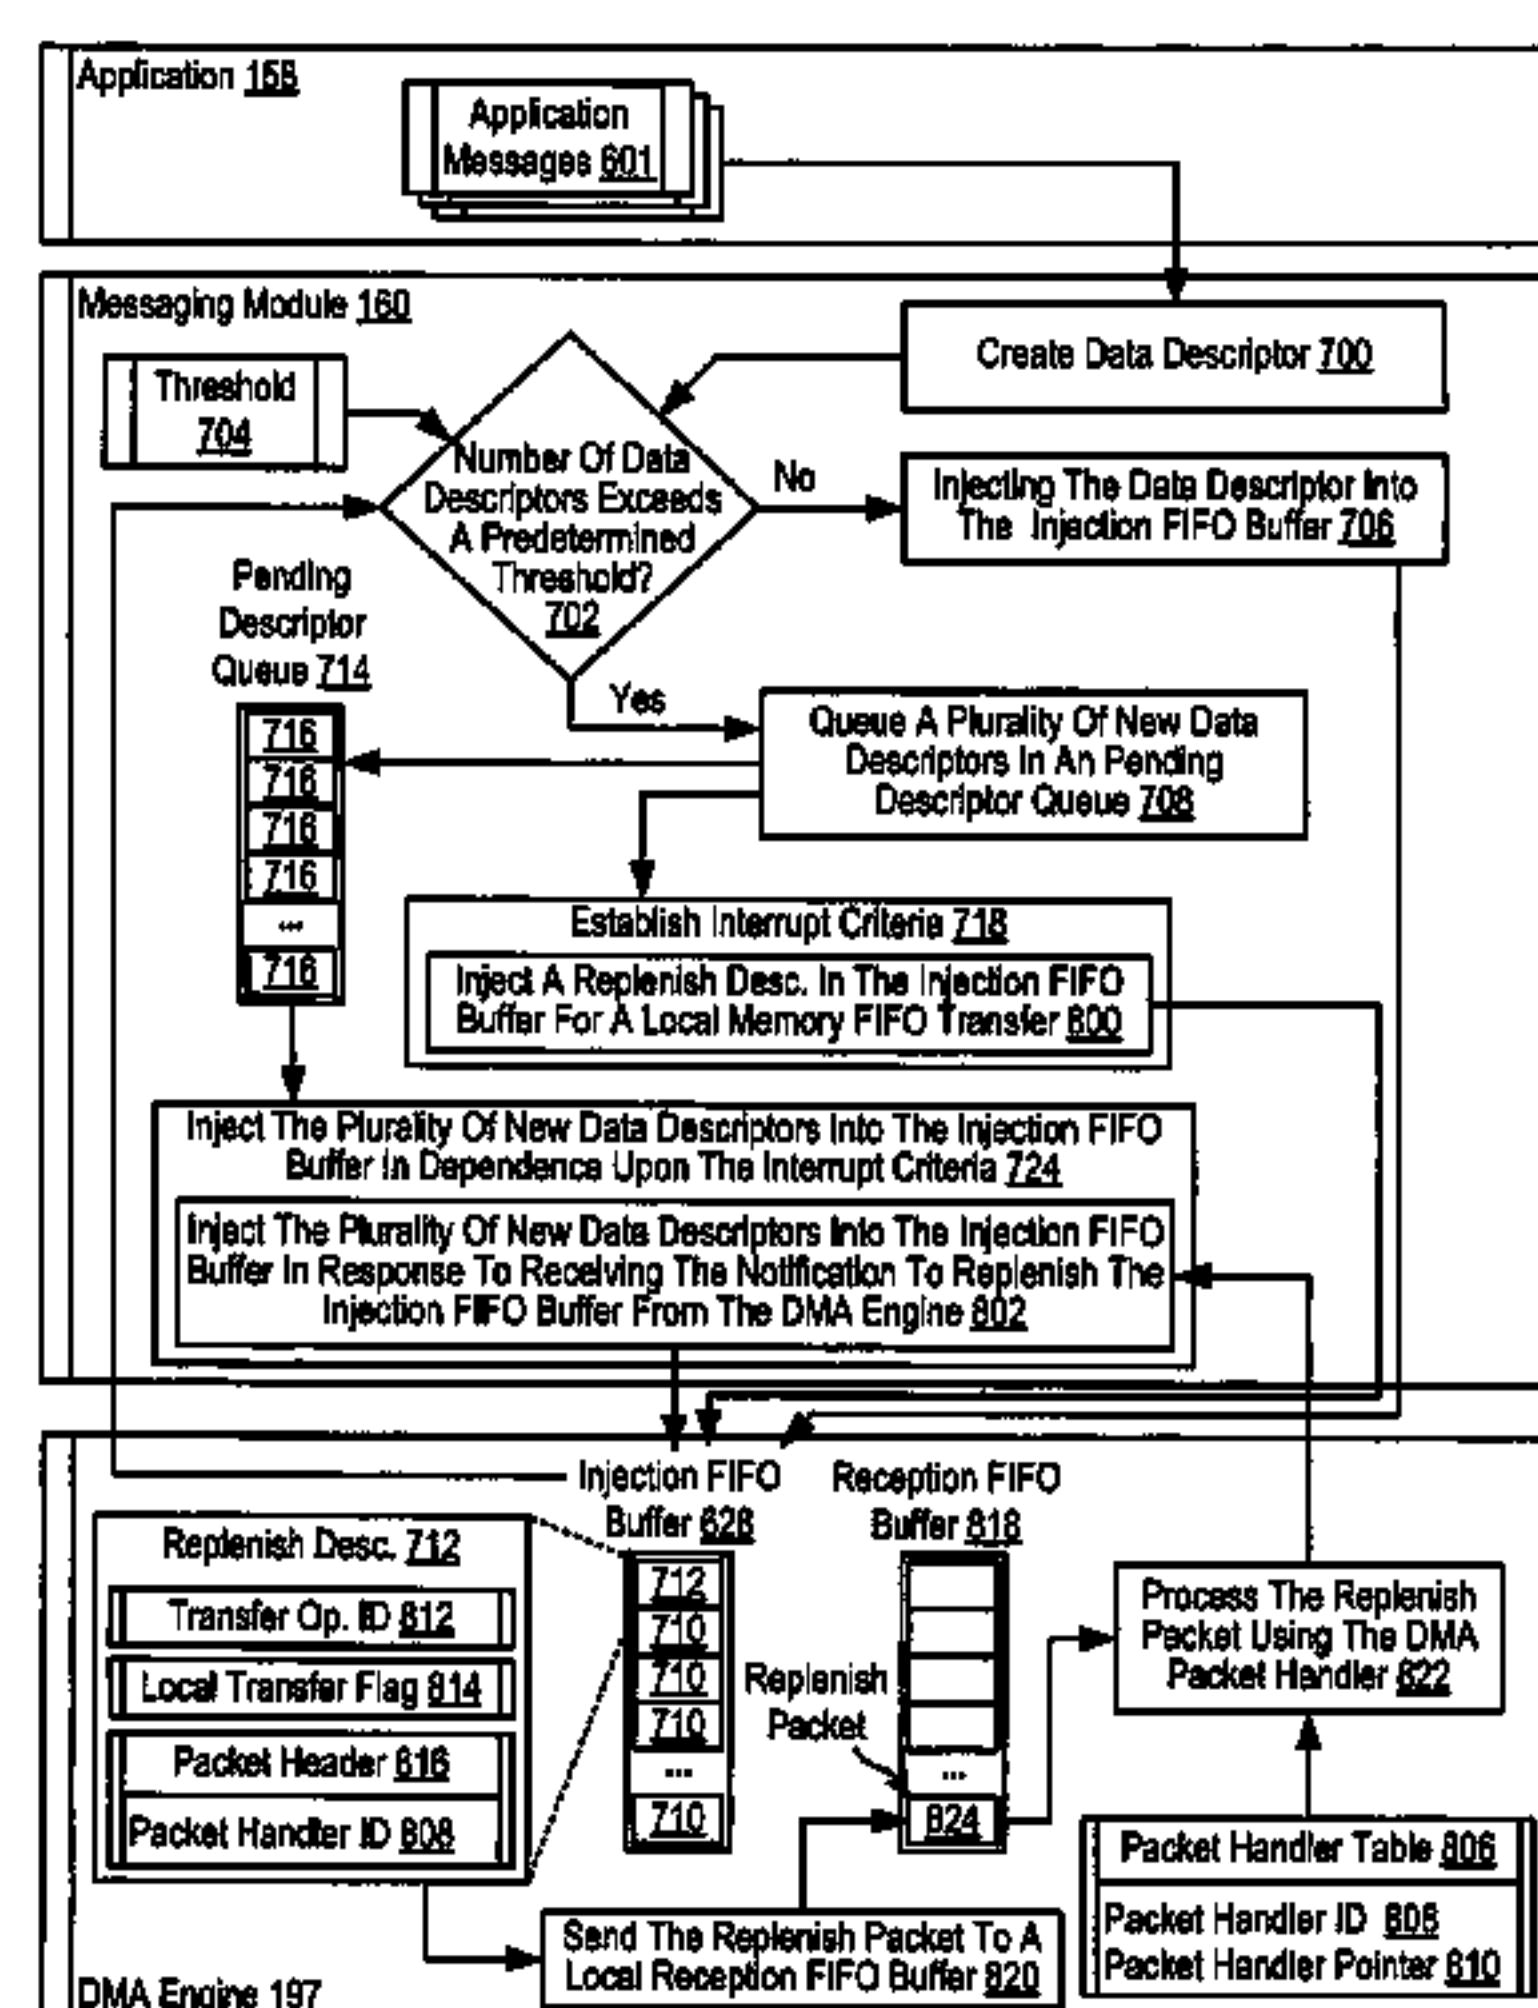 Application 158
Application
Messages 601
Messaging Module 160
Create Data Descriptor 700
Threshold
704
Number Of Data
Descriptors Exceeds
A Predetermined
Threshold?
702
No
Injecting The Data Descriptor Into
The Injection FIFO Buffer 706
Pending
Descriptor
Queue 714
Yes
Queue A Plurality Of New Data
Descriptors In An Pending
Descriptor Queue 708
716
716
716
716
...
716
Establish Interrupt Criteria 718
Inject A Replenish Desc. In The Injection FIFO
Buffer For A Local Memory FIFO Transfer 800
Inject The Plurality Of New Data Descriptors Into The Injection FIFO
Buffer In Dependence Upon The Interrupt Criteria 724
Inject The Plurality Of New Data Descriptors Into The Injection FIFO
Buffer In Response To Receiving The Notification To Replenish The
Injection FIFO Buffer From The DMA Engine 802
Injection FIFO
Buffer 628
Reception FIFO
Buffer 818
Replenish Desc. 712
Transfer Op. ID 812
Local Transfer Flag 814
Packet Header 816
Packet Handler ID 808
712
710
710
710
...
710
Replenish
Packet
...
824
Process The Replenish
Packet Using The DMA
Packet Handler 822
Packet Handler Table 806
Packet Handler ID 808
Packet Handler Pointer 810
Send The Replenish Packet To A
Local Reception FIFO Buffer 820
DMA Engine 197